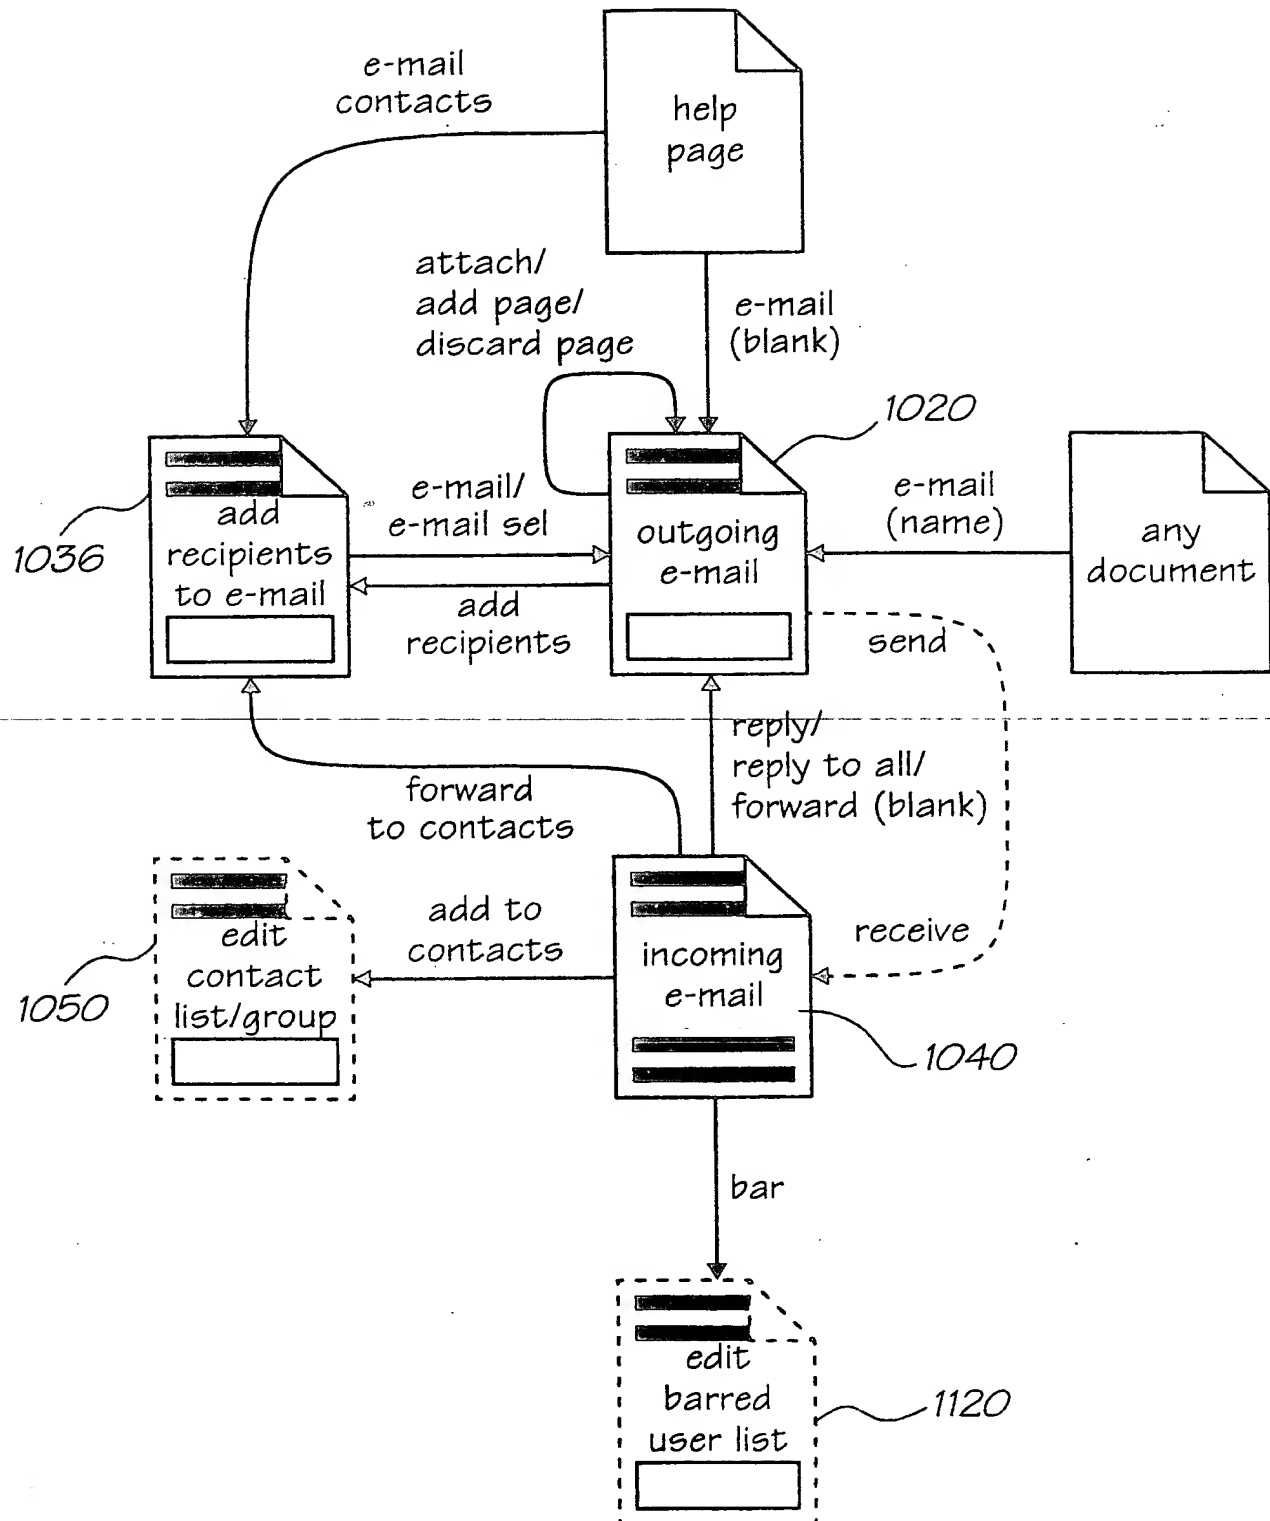 e-mail
contacts
help
page
attach/
add page/
discard page
e-mail
(blank)
1020
e-mail/
e-mail sel
e-mail
(name)
1036
add
recipients
to e-mail
outgoing
e-mail
any
document
add
recipients
send
reply/
reply to all/
forward (blank)
forward
to contacts
add to
contacts
receive
edit
contact
list/group
1050
incoming
e-mail
1040
bar
edit
barred
user list
1120